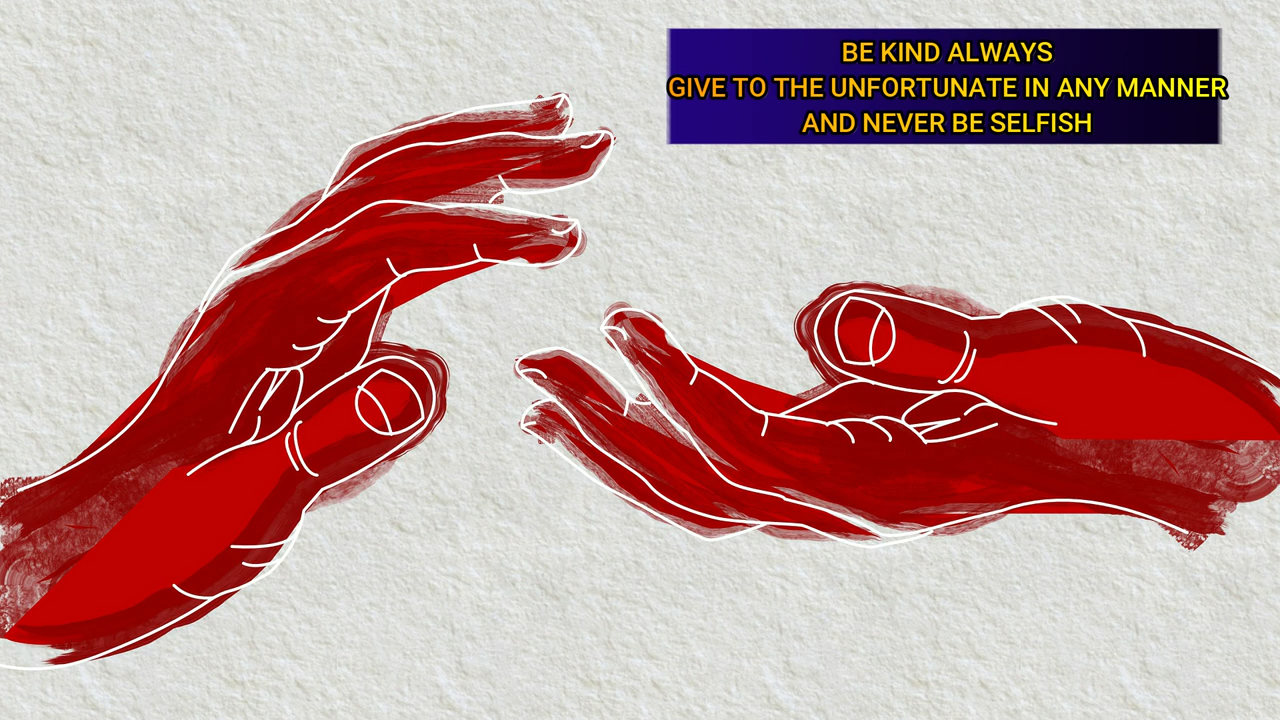 BE KIND ALWAYS
GIVE TO THE UNFORTUNATE IN ANY MANNER
AND NEVER BE SELFISH